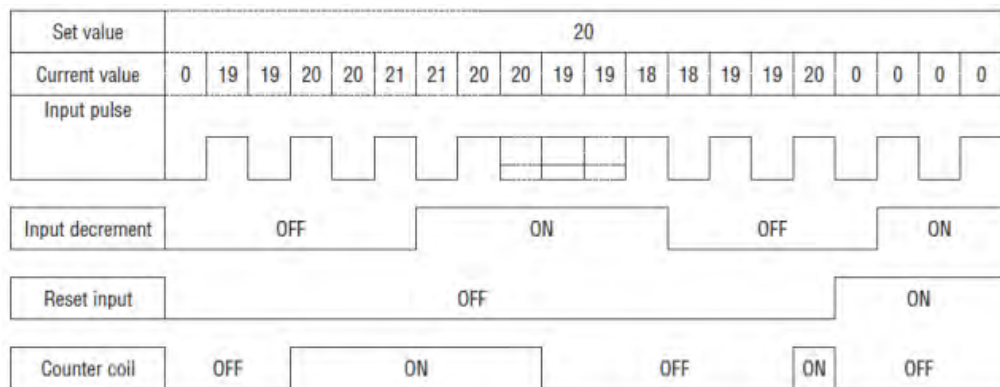 Set value 20
Current value 0 19 19 20 20 21 21 20 20 19 19 18 18 19 19 20 0 0 0 0
Input pulse
Input decrement OFF ON OFF ON
Reset input OFF ON
Counter coil OFF ON OFF ON OFF